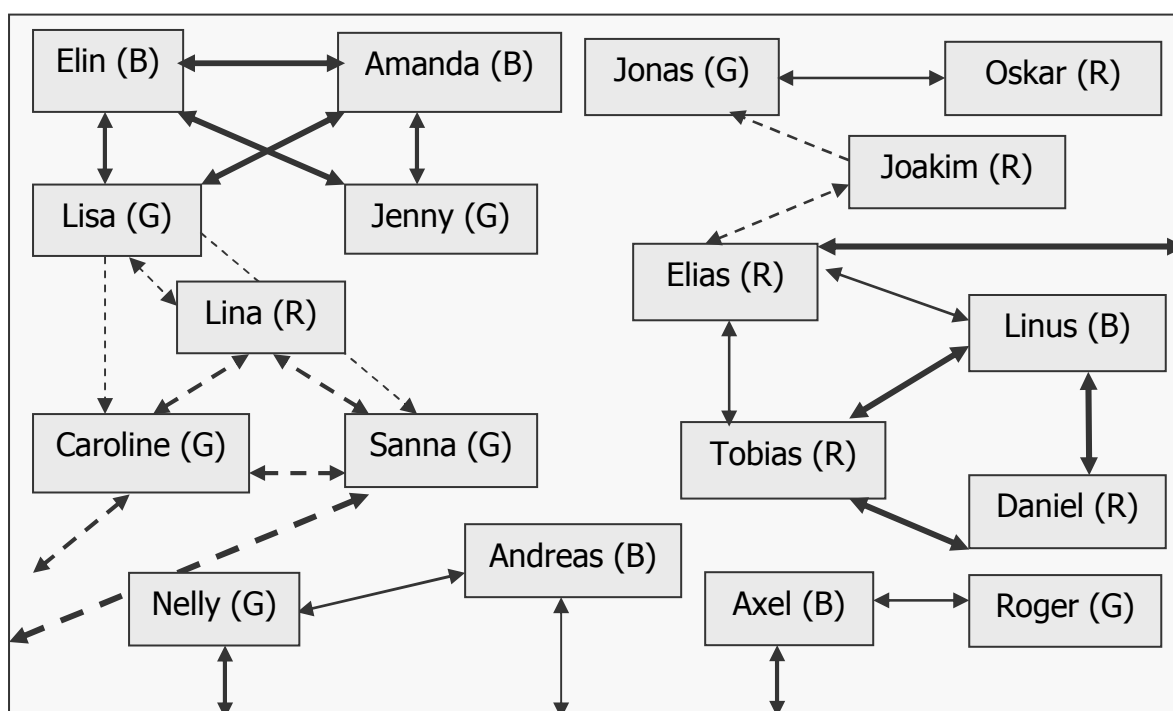 Elin (B)
Amanda (B)
Jonas (G)
Oskar (R)
Joakim (R)
Lisa (G)
Jenny (G)
Elias (R)
Lina (R)
Linus (B)
Caroline (G)
Sanna (G)
Tobias (R)
Daniel (R)
Andreas (B)
Nelly (G)
Axel (B)
Roger (G)